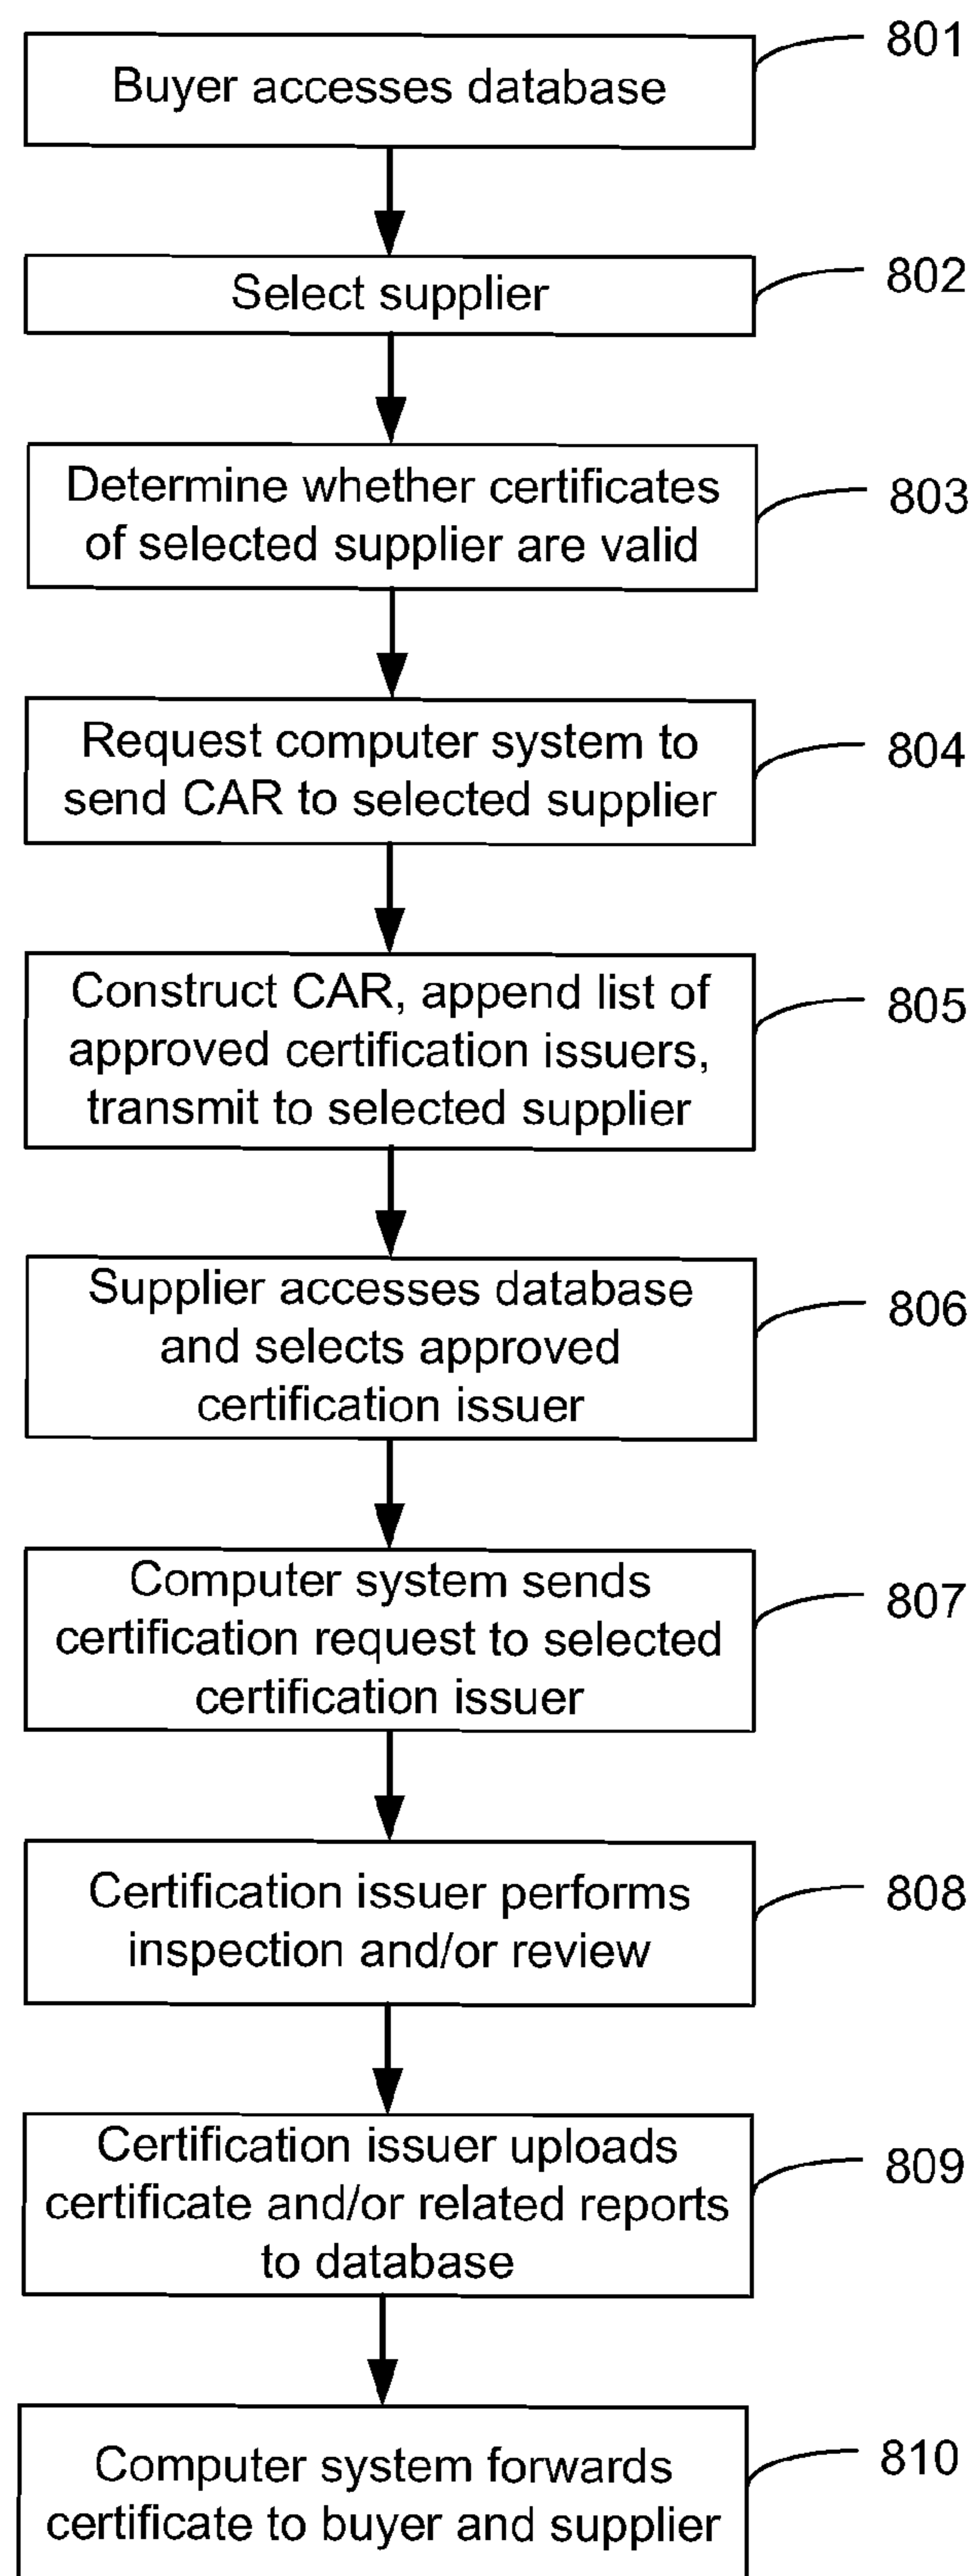 Buyer accesses database
801
Select supplier
802
Determine whether certificates
of selected supplier are valid
803
Request computer system to
send CAR to selected supplier
804
Construct CAR, append list of
approved certification issuers,
transmit to selected supplier
805
Supplier accesses database
and selects approved
certification issuer
806
Computer system sends
certification request to selected
certification issuer
807
Certification issuer performs
inspection and/or review
808
Certification issuer uploads
certificate and/or related reports
to database
809
Computer system forwards
certificate to buyer and supplier
810